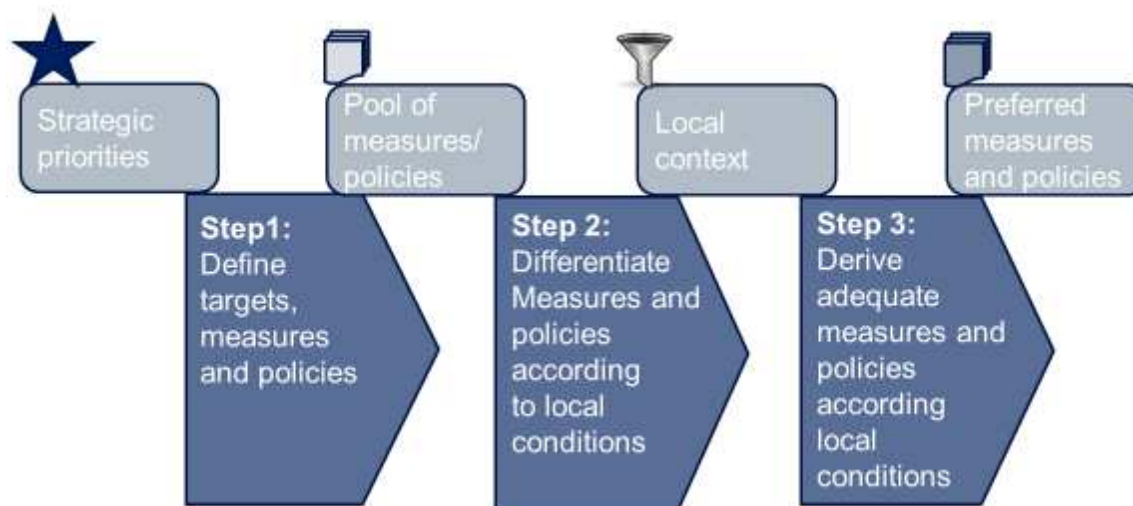 Strategic
priorities
Pool of
measures/
policies
Local
context
Preferred
measures
and policies
Step1:
Define
targets,
measures
and policies
Step 2:
Differentiate
Measures and
policies
according
to local
conditions
Step 3:
Derive
adequate
measures and
policies
according
local
conditions